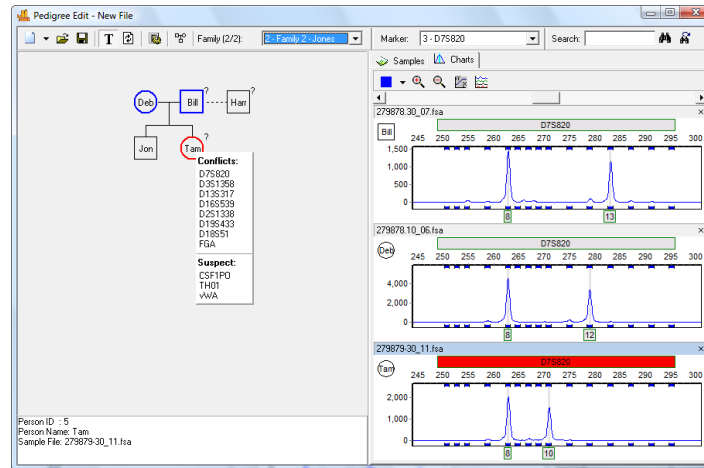 Pedigree Edit - New File
T Family (2/2): 2 - Family 2 - Jones Marker: 3 - D7S820 Search:
Samples Charts
Deb Bill ? Harr ?
Jon Tam ?
Conflicts:
D7S820
D3S1358
D13S317
D16S539
D2S1338
D19S433
D18S51
FGA
Suspect:
CSF1PO
TH01
vWA
279878.30_07.fsa
Bill
D7S820
245 250 255 260 265 270 275 280 285 290 295 300
1,500
1,000
500
0
8 13
279878.10_06.fsa
Deb
D7S820
245 250 255 260 265 270 275 280 285 290 295 300
4,000
2,000
0
8 12
279879-30_11.fsa
Tam
D7S820
245 250 255 260 265 270 275 280 285 290 295 300
2,000
1,000
0
8 10
Person ID : 5
Person Name: Tam
Sample File: 279879-30_11.fsa